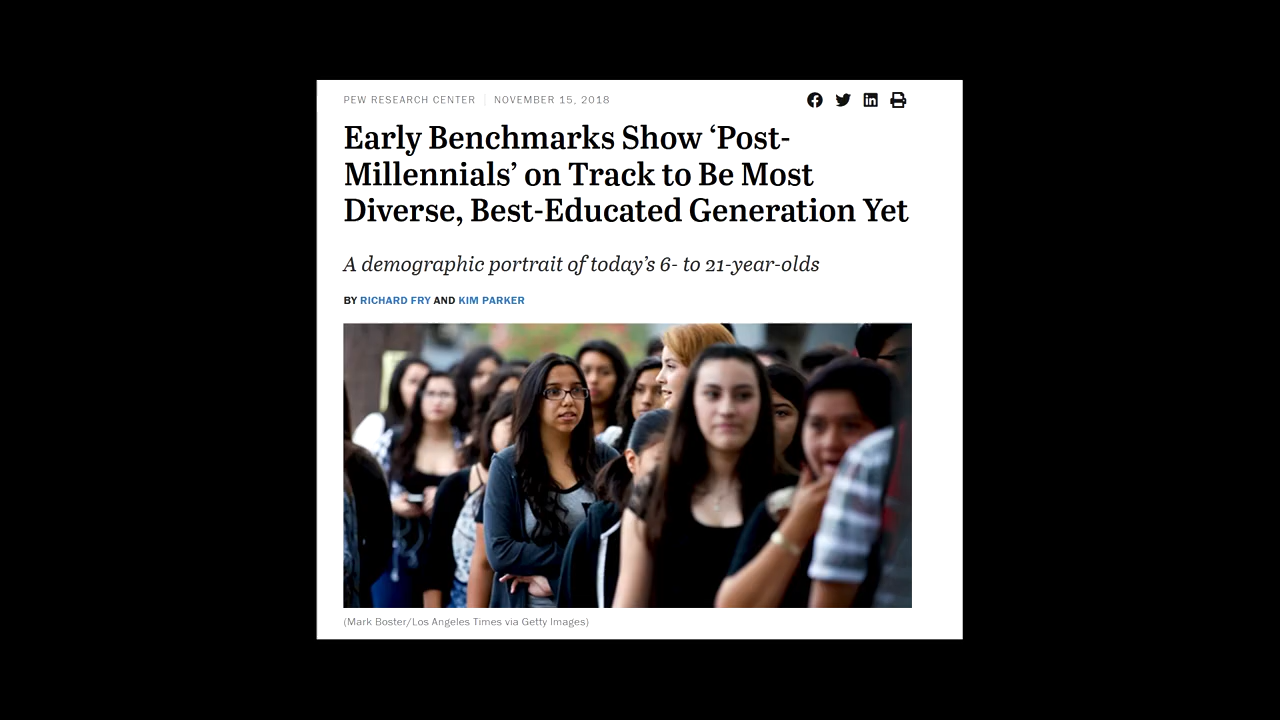 PEW RESEARCH CENTER | NOVEMBER 15, 2018
Early Benchmarks Show ‘Post-
Millennials’ on Track to Be Most
Diverse, Best-Educated Generation Yet
A demographic portrait of today’s 6- to 21-year-olds
BY RICHARD FRY AND KIM PARKER
(Mark Boster/Los Angeles Times via Getty Images)